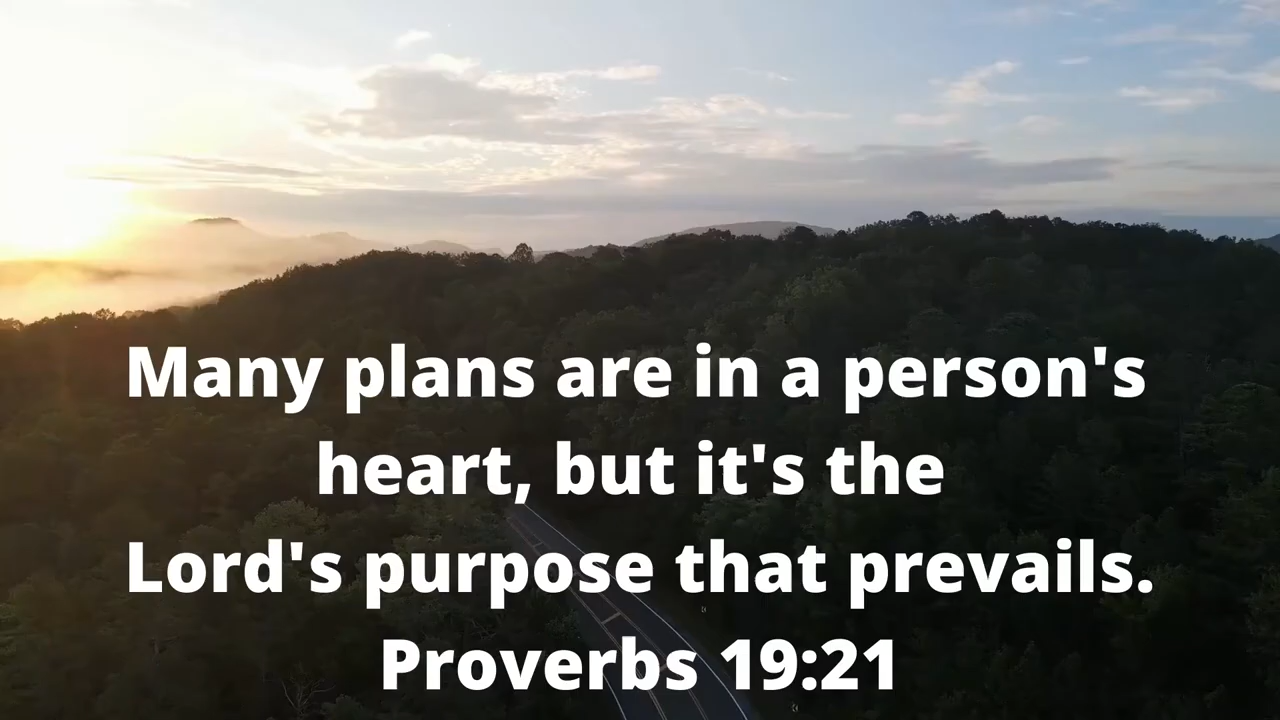 Many plans are in a person's
heart, but it's the
Lord's purpose that prevails.
Proverbs 19:21